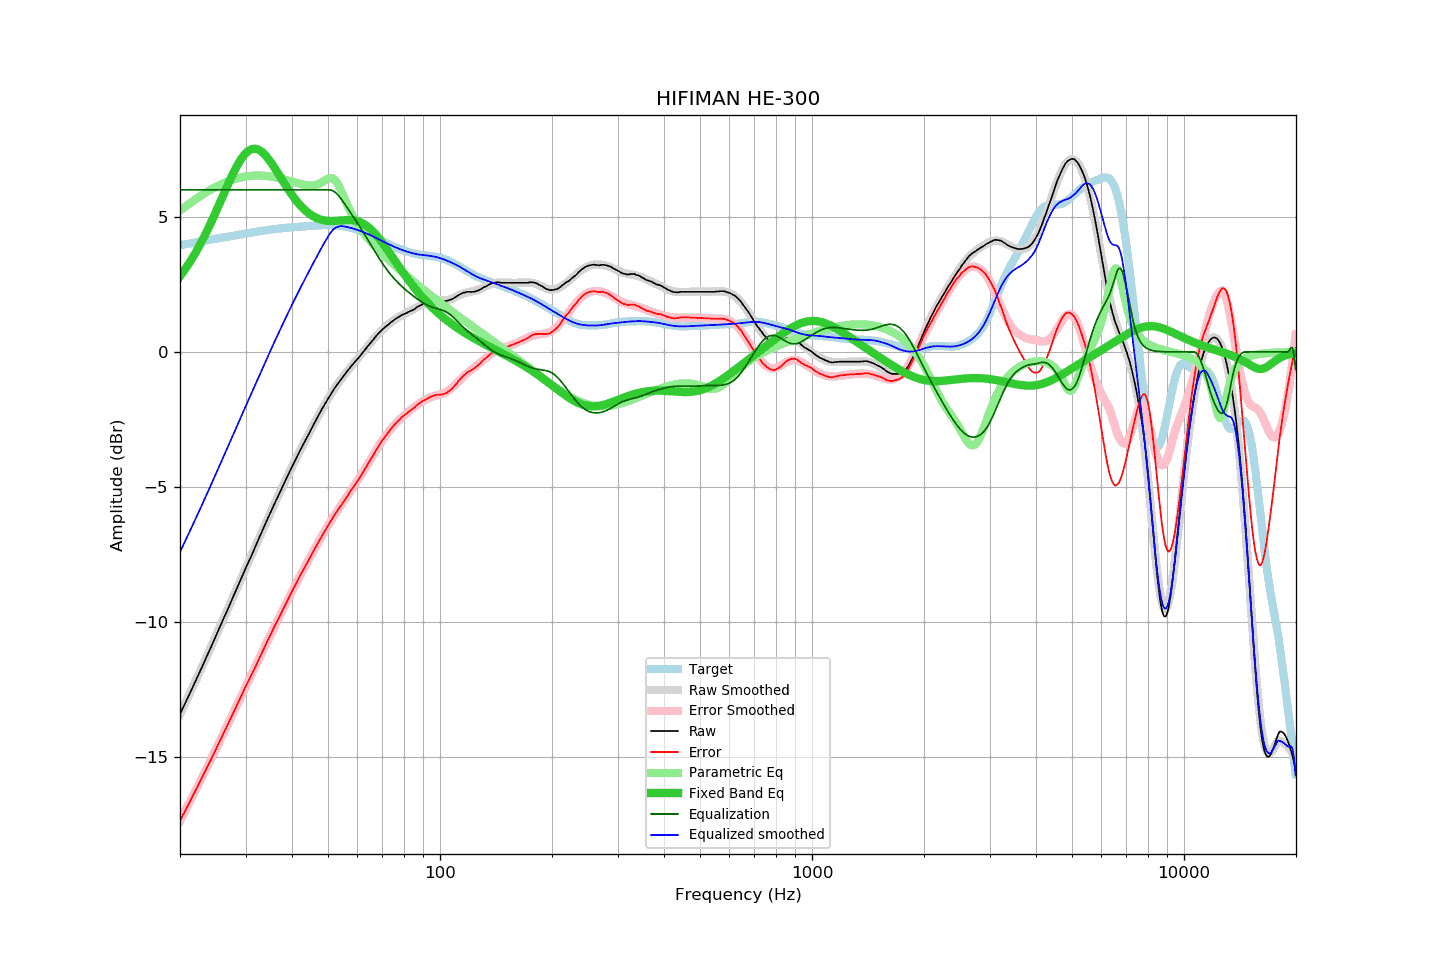 HIFIMAN HE-300
5
0
−5
−10
−15
Amplitude (dBr)
100
1000
10000
Frequency (Hz)
Target
Raw Smoothed
Error Smoothed
Raw
Error
Parametric Eq
Fixed Band Eq
Equalization
Equalized smoothed